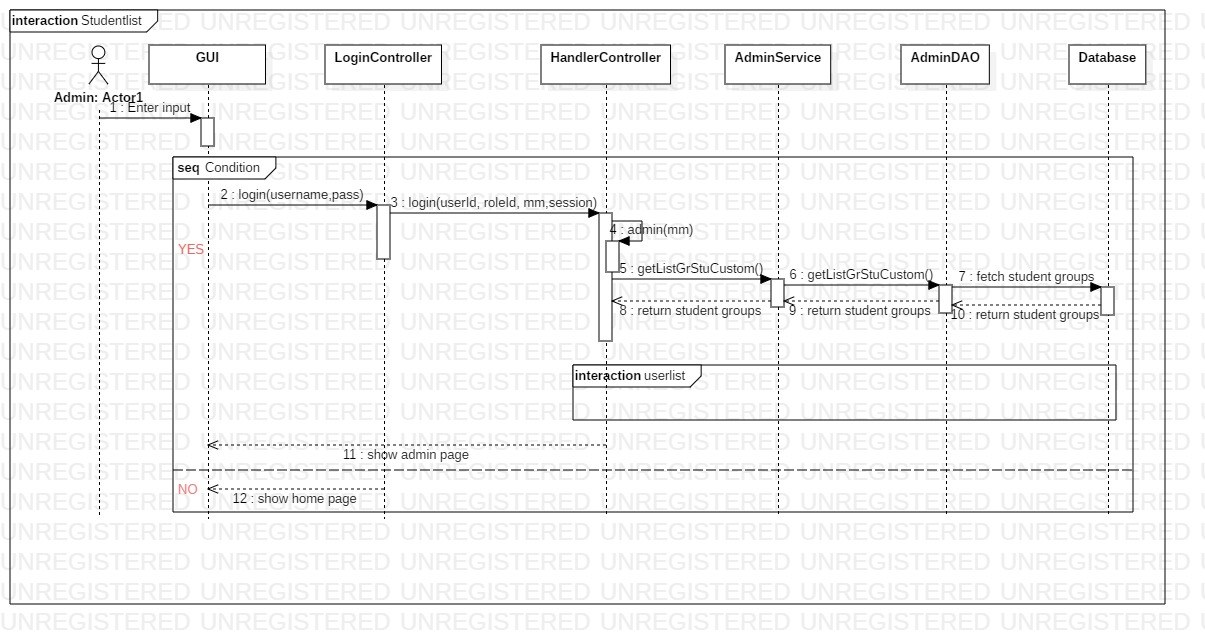 interaction Studentlist
GUI
LoginController
HandlerController
AdminService
AdminDAO
Database
Admin: Actor1
1 : Enter input
seq Condition
2 : login(username,pass)
3 : login(userId, roleId, mm,session)
4 : admin(mm)
YES
5 : getListGrStuCustom()
6 : getListGrStuCustom()
7 : fetch student groups
8 : return student groups
9 : return student groups
10 : return student groups
interaction userlist
11 : show admin page
NO
12 : show home page
UNREGISTERED